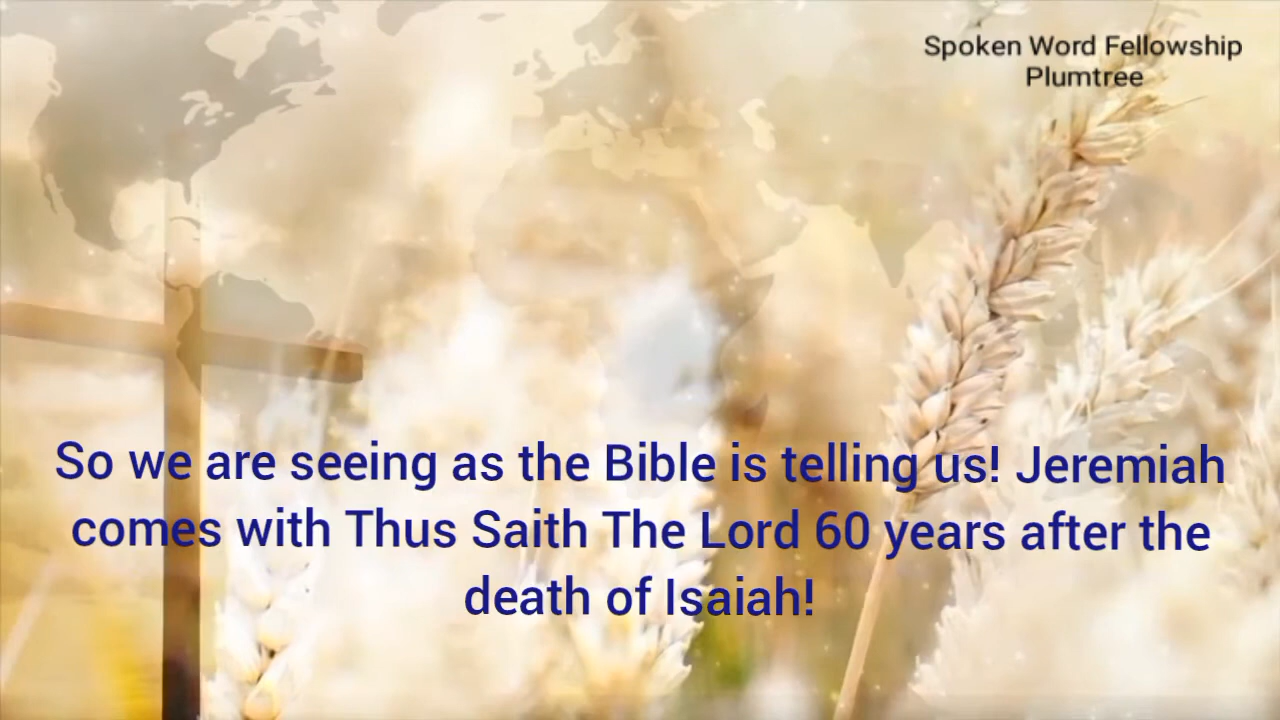 Spoken Word Fellowship
Plumtree
So we are seeing as the Bible is telling us! Jeremiah
comes with Thus Saith The Lord 60 years after the
death of Isaiah!